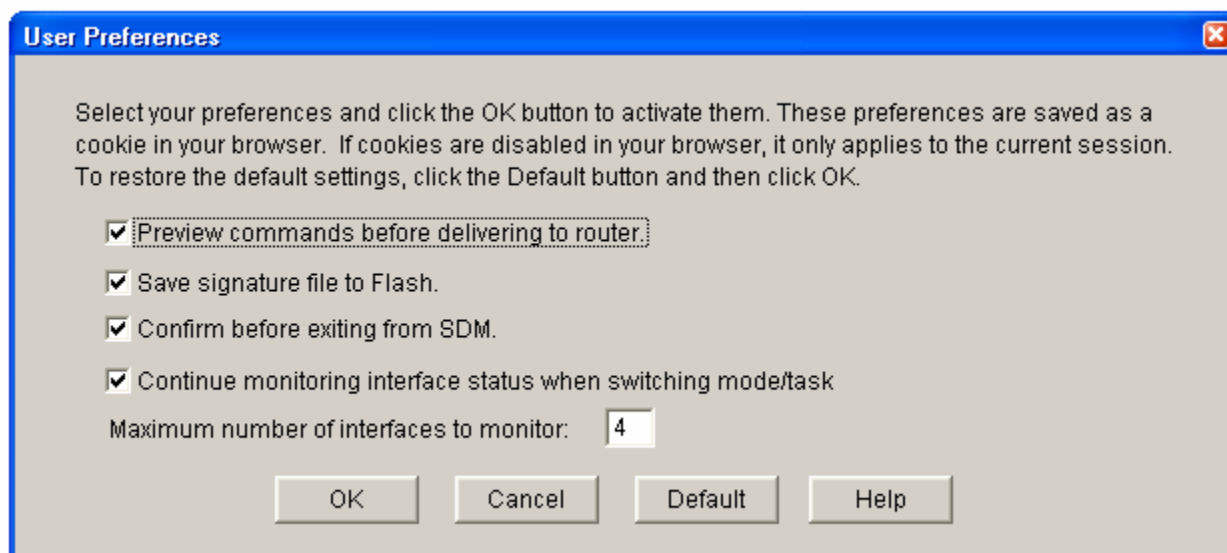 User Preferences
Select your preferences and click the OK button to activate them. These preferences are saved as a
cookie in your browser.  If cookies are disabled in your browser, it only applies to the current session.
To restore the default settings, click the Default button and then click OK.
Preview commands before delivering to router.
Save signature file to Flash.
Confirm before exiting from SDM.
Continue monitoring interface status when switching mode/task
Maximum number of interfaces to monitor: 4
OK Cancel Default Help